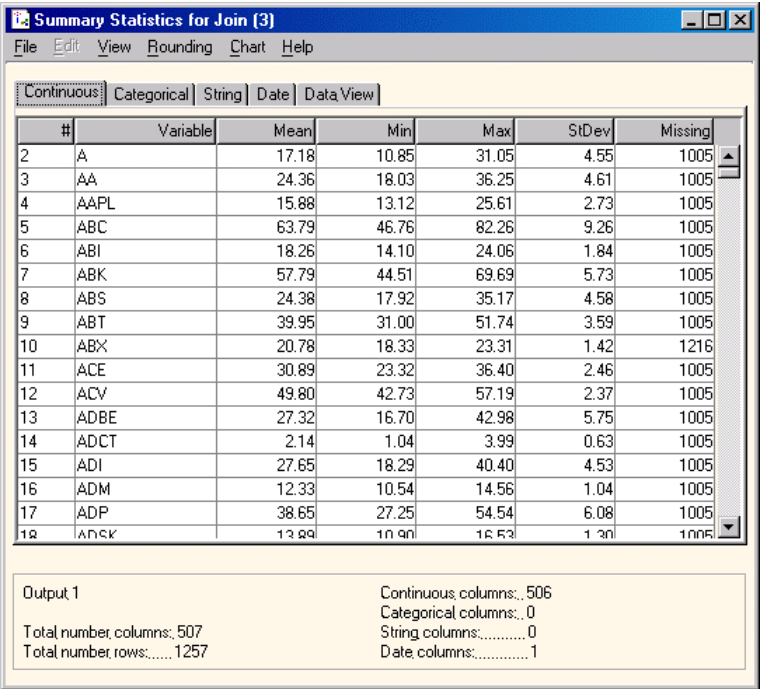 Summary Statistics for Join (3)
File Edit View Rounding Chart Help
Continuous Categorical String Date Data View
# Variable Mean Min Max StDev Missing
2 A 17.18 10.85 31.05 4.55 1005
3 AA 24.36 18.03 36.25 4.61 1005
4 AAPL 15.88 13.12 25.61 2.73 1005
5 ABC 63.79 46.76 82.26 9.26 1005
6 ABI 18.26 14.10 24.06 1.84 1005
7 ABK 57.79 44.51 69.69 5.73 1005
8 ABS 24.38 17.92 35.17 4.58 1005
9 ABT 39.95 31.00 51.74 3.59 1005
10 ABX 20.78 18.33 23.31 1.42 1216
11 ACE 30.89 23.32 36.40 2.46 1005
12 ACV 49.80 42.73 57.19 2.37 1005
13 ADBE 27.32 16.70 42.98 5.75 1005
14 ADCT 2.14 1.04 3.99 0.63 1005
15 ADI 27.65 18.29 40.40 4.53 1005
16 ADM 12.33 10.54 14.56 1.04 1005
17 ADP 38.65 27.25 54.54 6.08 1005
18 ADSK 13.89 10.90 16.53 1.30 1005
Output 1
Continuous columns:..506
Categorical columns:..0
Total number columns:.507
String columns:...........0
Total number rows:......1257
Date columns:.............1